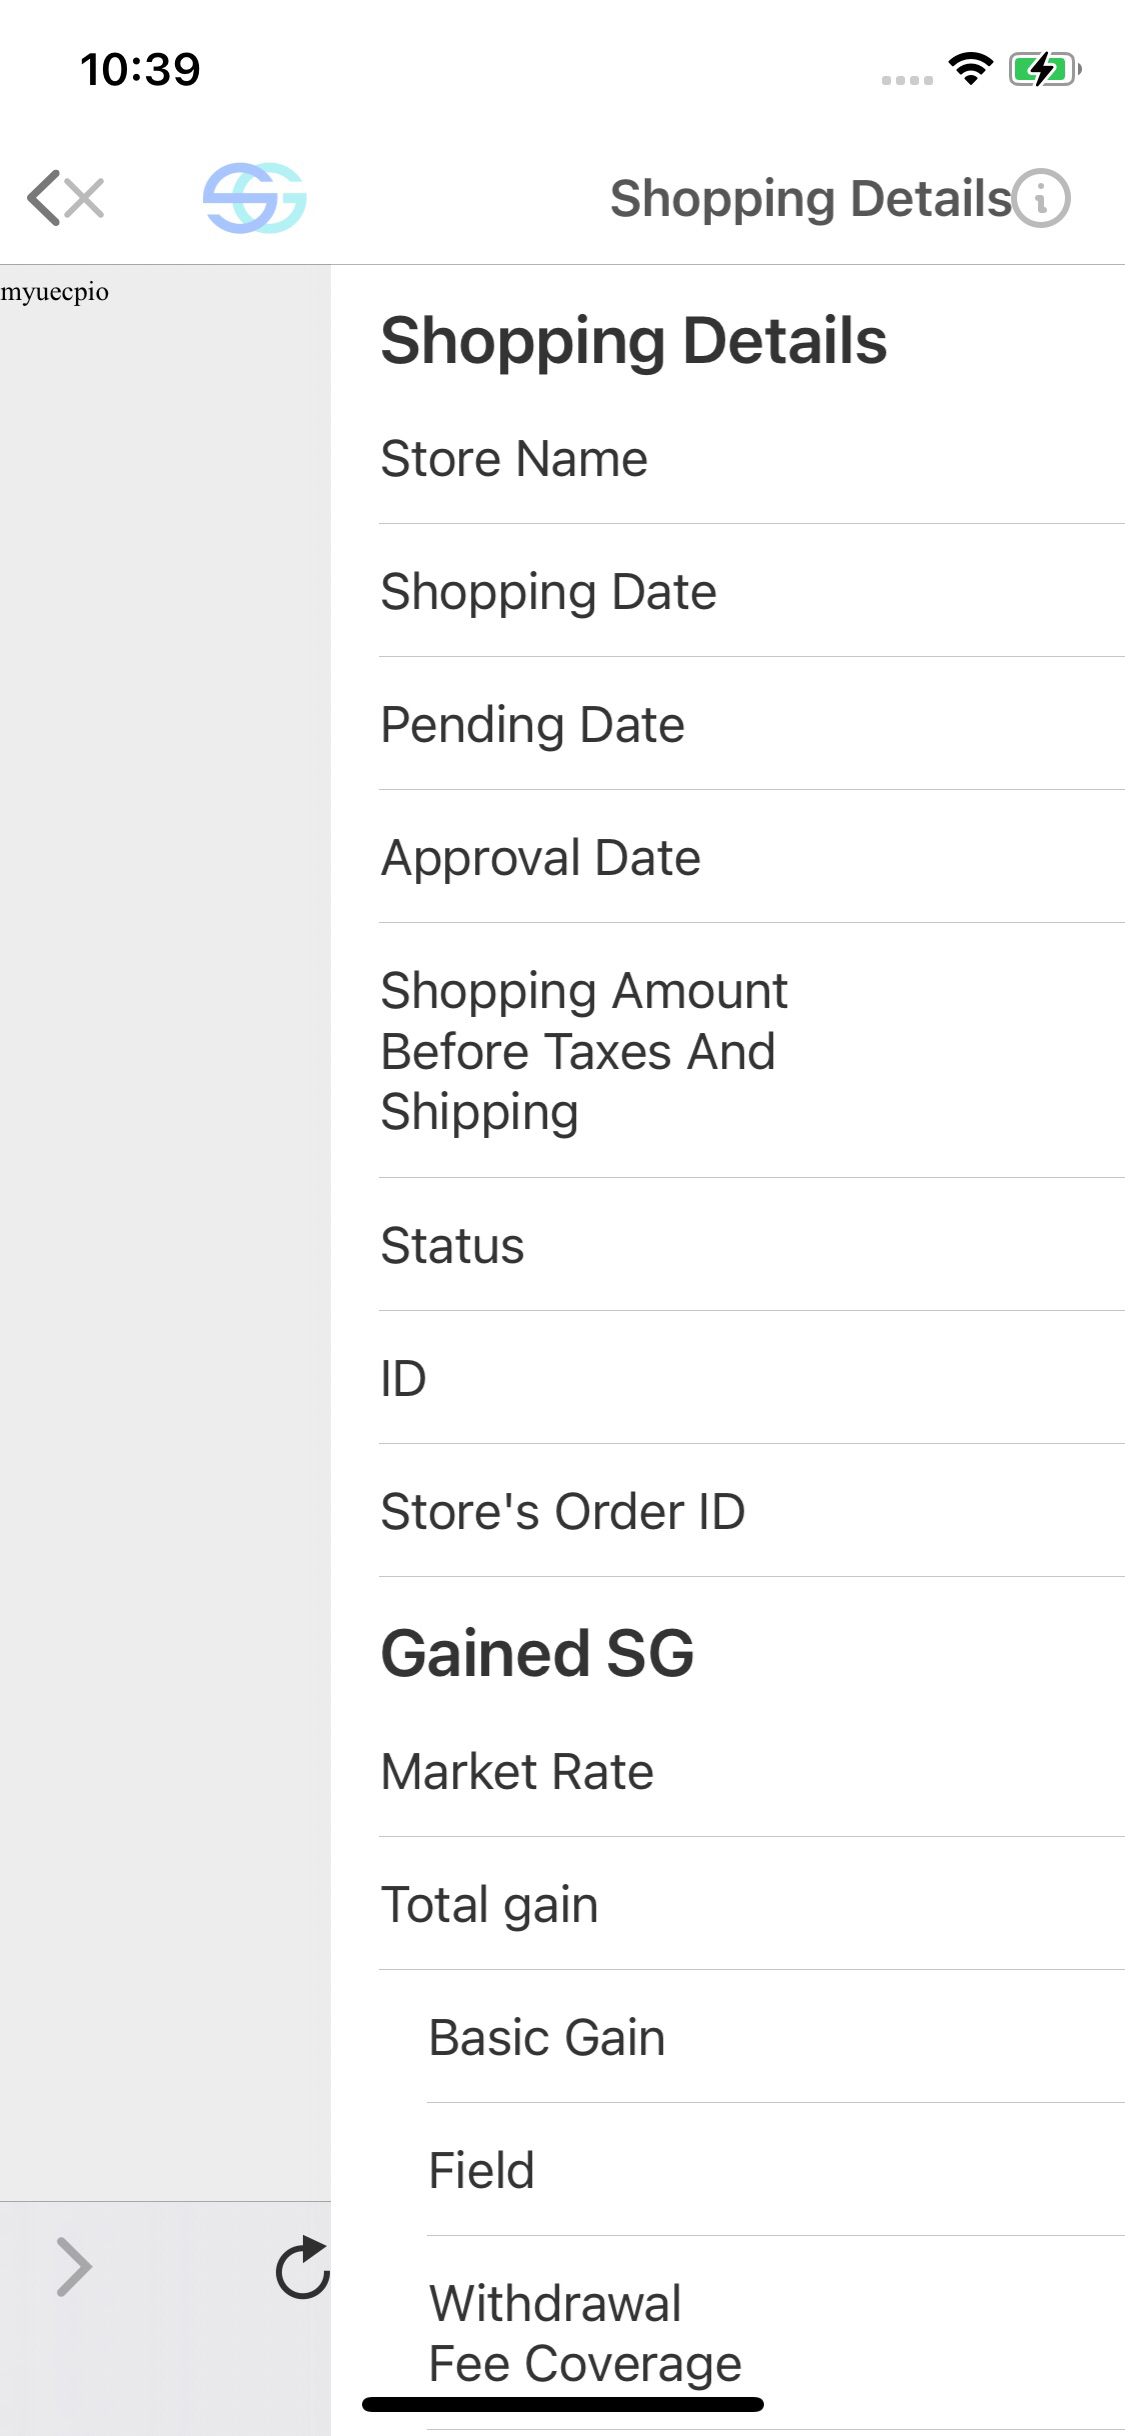 10:39
SG
Shopping Details
myuecpio
Shopping Details
Store Name
Shopping Date
Pending Date
Approval Date
Shopping Amount
Before Taxes And
Shipping
Status
ID
Store's Order ID
Gained SG
Market Rate
Total gain
Basic Gain
Field
Withdrawal
Fee Coverage